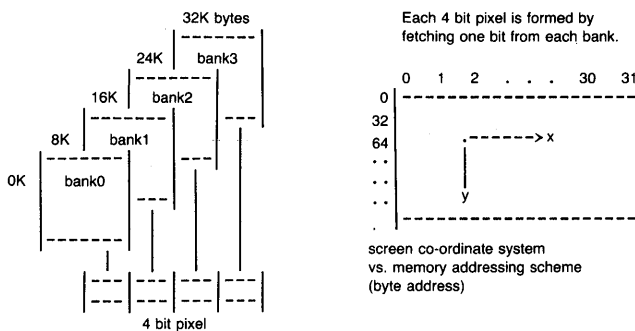 32K bytes
24K bank3
16K bank2
8K bank1
0K bank0
4 bit pixel
Each 4 bit pixel is formed by
fetching one bit from each bank.
0 1 2 . . . 30 31
0
32
64
. .
. .
. .
.
x
y
screen co-ordinate system
vs. memory addressing scheme
(byte address)